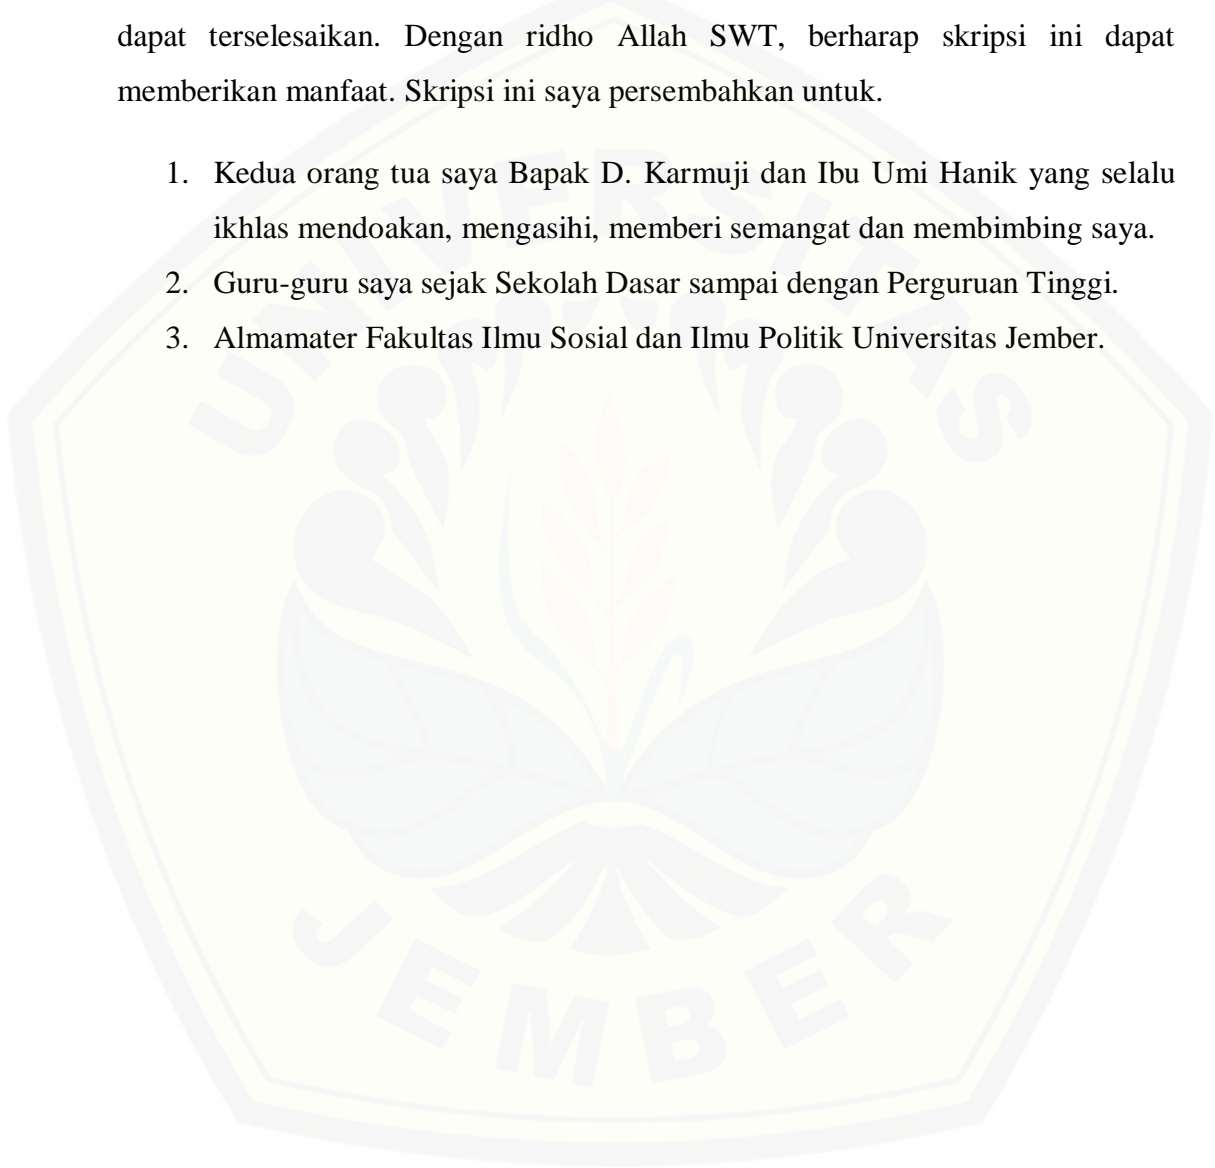 dapat terselesaikan. Dengan ridho Allah SWT, berharap skripsi ini dapat
memberikan manfaat. Skripsi ini saya persembahkan untuk.
1. Kedua orang tua saya Bapak D. Karmuji dan Ibu Umi Hanik yang selalu
ikhlas mendoakan, mengasihi, memberi semangat dan membimbing saya.
2. Guru-guru saya sejak Sekolah Dasar sampai dengan Perguruan Tinggi.
3. Almamater Fakultas Ilmu Sosial dan Ilmu Politik Universitas Jember.
UNIVERSITAS
JEMBER